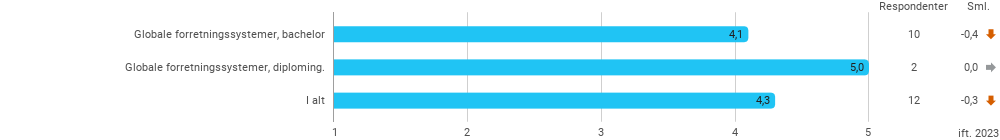 Respondenter Sml.
Globale forretningssystemer, bachelor 4,1 10 -0,4
Globale forretningssystemer, diploming. 5,0 2 0,0
I alt 4,3 12 -0,3
1 2 3 4 5 ift. 2023